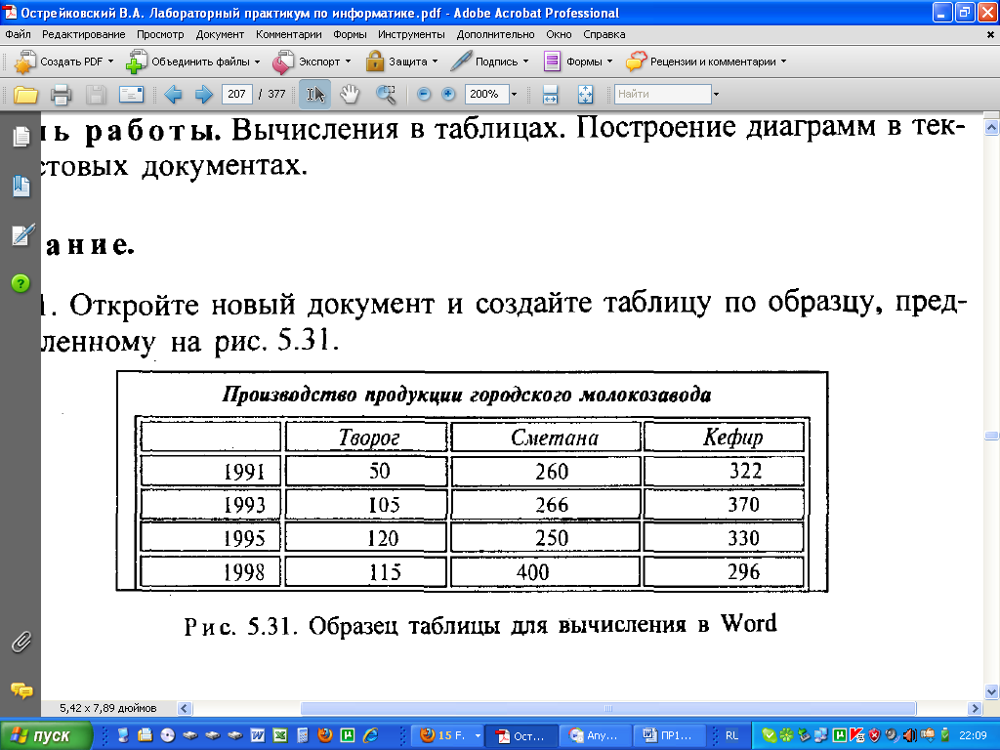 Острейковский В.А. Лабораторный практикум по информатике.pdf - Adobe Acrobat Professional
Файл Редактирование Просмотр Документ Комментарии Формы Инструменты Дополнительно Окно Справка
Создать PDF Объединить файлы Экспорт Защита Подпись Формы Рецензии и комментарии
207 / 377 200% Найти
ь работы. Вычисления в таблицах. Построение диаграмм в тек-
стовых документах.
ание.
1. Откройте новый документ и создайте таблицу по образцу, пред-
ленному на рис. 5.31.
Производство продукции городского молокозавода
Творог Сметана Кефир
1991 50 260 322
1993 105 266 370
1995 120 250 330
1998 115 400 296
Рис. 5.31. Образец таблицы для вычисления в Word
5,42 x 7,89 дюймов
пуск 15 F. Ост... Any... ПР1... RL 22:09